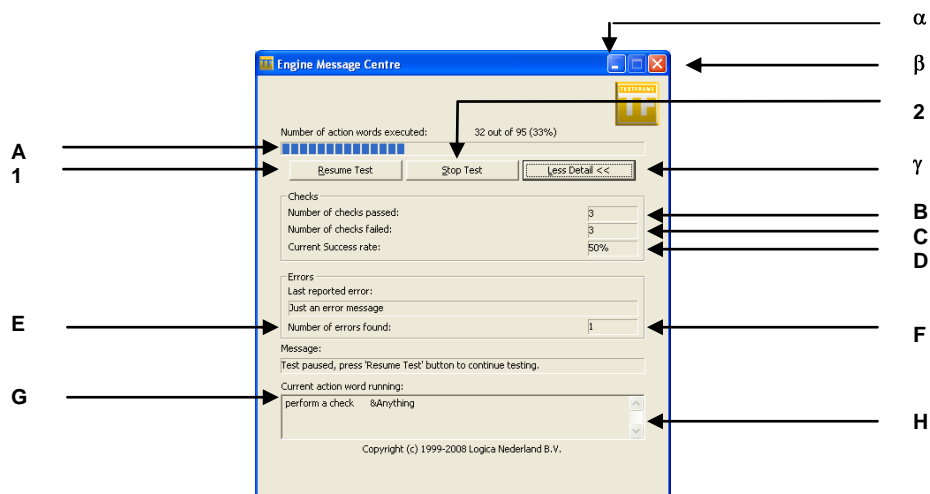 α
Engine Message Centre
β
TESTFRAME
TF
2
Number of action words executed: 32 out of 95 (33%)
A
1
Resume Test Stop Test Less Detail <<
γ
Checks
Number of checks passed: 3
B
Number of checks failed: 3
C
Current Success rate: 50%
D
Errors
Last reported error:
Just an error message
E
Number of errors found: 1
F
Message:
Test paused, press 'Resume Test' button to continue testing.
Current action word running:
G
perform a check &Anything
H
Copyright (c) 1999-2008 Logica Nederland B.V.